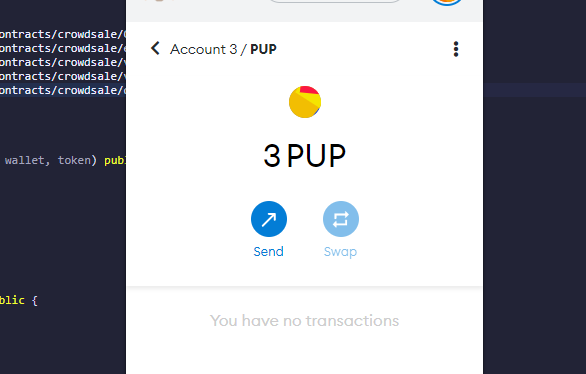 ontracts/crowdsale/
ontracts/crowdsale/
ontracts/crowdsale/
ontracts/crowdsale/
ontracts/crowdsale/
Account 3 / PUP
3 PUP
wallet, token) pub
Send
Swap
blic {
You have no transactions